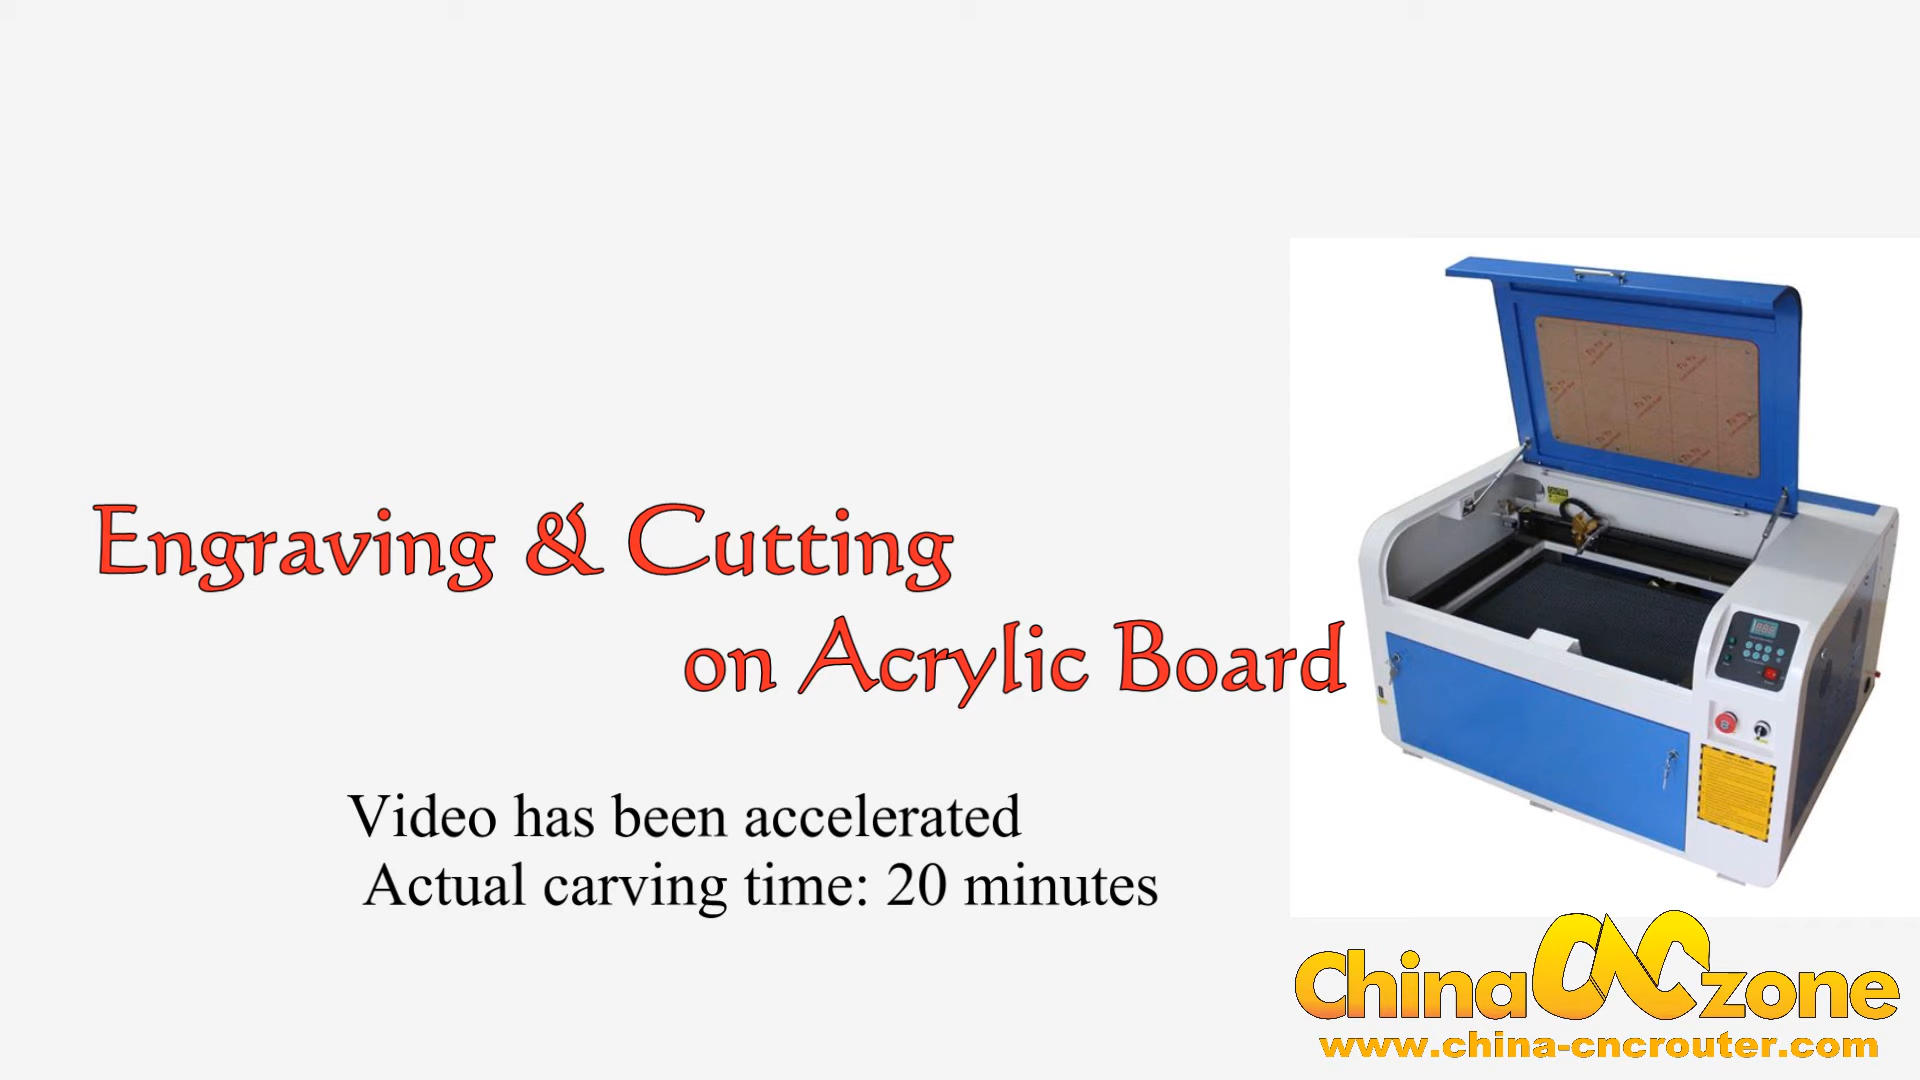 Engraving & Cutting
on Acrylic Board
Video has been accelerated
Actual carving time: 20 minutes
ChinaCNCzone
www.china-cncrouter.com